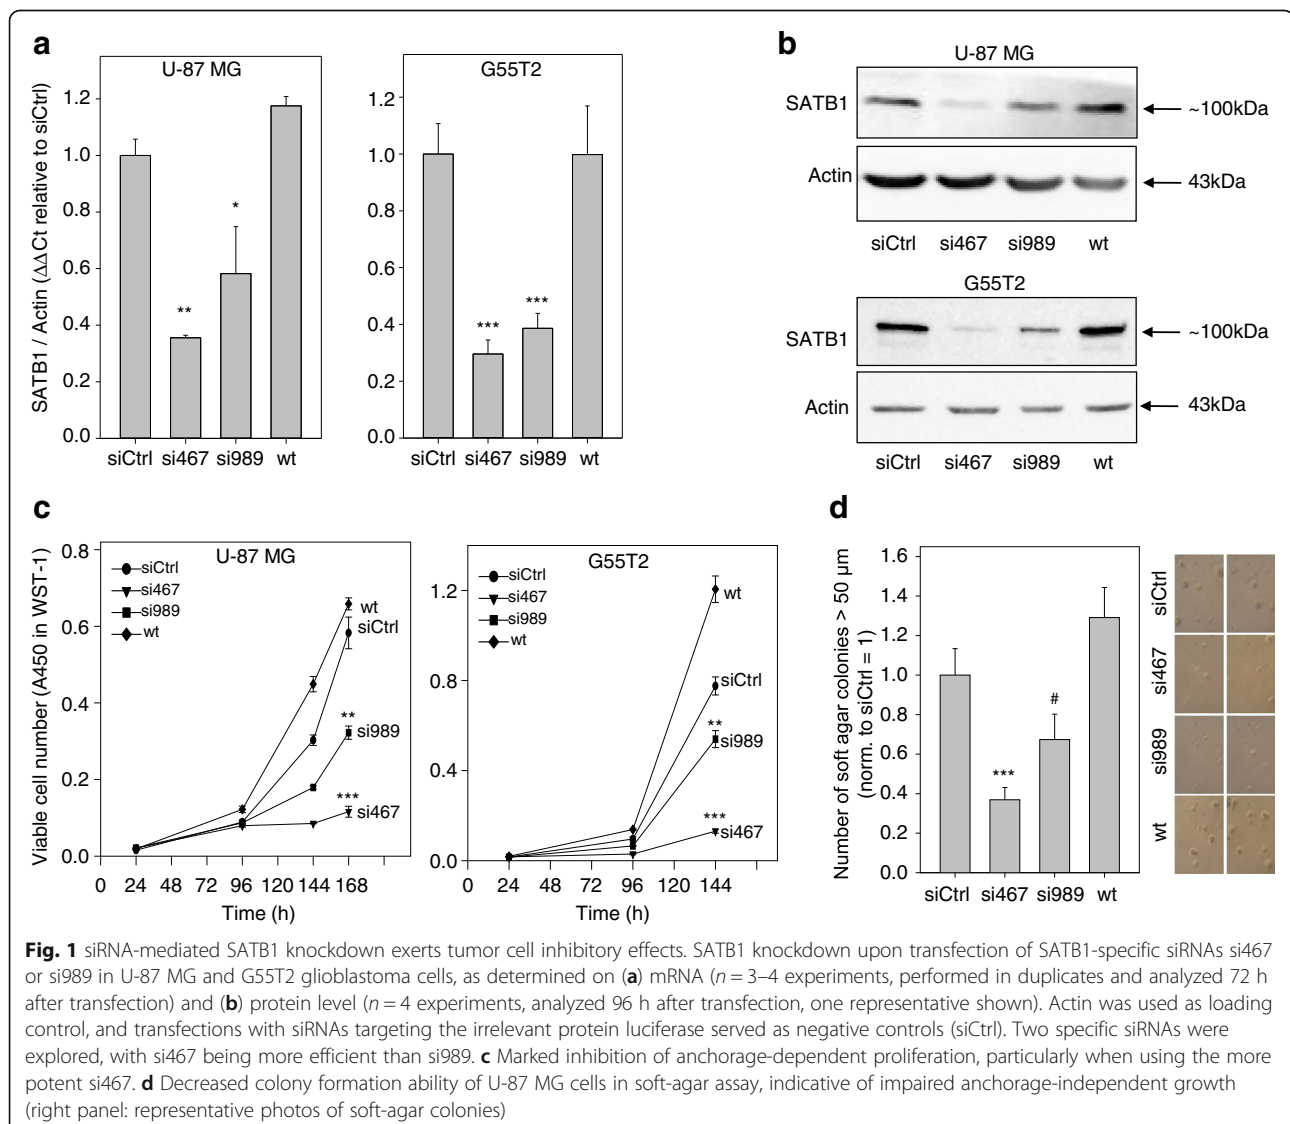 a
U-87 MG
G55T2
SATB1 / Actin (ΔΔCt relative to siCtrl)
1.2
1.0
0.8
0.6
0.4
0.2
0.0
**
*
siCtrl si467 si989 wt
1.2
1.0
0.8
0.6
0.4
0.2
0.0
***
***
siCtrl si467 si989 wt
b
U-87 MG
SATB1
~100kDa
Actin
43kDa
siCtrl si467 si989 wt
G55T2
SATB1
~100kDa
Actin
43kDa
siCtrl si467 si989 wt
c
U-87 MG
Viable cell number (A450 in WST-1)
0.8
0.6
0.4
0.2
0.0
siCtrl
si467
si989
wt
wt
siCtrl
**
si989
***
si467
0 24 48 72 96 120 144 168
Time (h)
G55T2
1.2
0.8
0.4
0.0
siCtrl
si467
si989
wt
wt
siCtrl
**
si989
***
si467
0 24 48 72 96 120 144
Time (h)
d
Number of soft agar colonies > 50 µm
(norm. to siCtrl = 1)
1.6
1.4
1.2
1.0
0.8
0.6
0.4
0.2
0.0
***
#
siCtrl si467 si989 wt
siCtrl
si467
si989
wt
Fig. 1 siRNA-mediated SATB1 knockdown exerts tumor cell inhibitory effects. SATB1 knockdown upon transfection of SATB1-specific siRNAs si467
or si989 in U-87 MG and G55T2 glioblastoma cells, as determined on (a) mRNA (n = 3–4 experiments, performed in duplicates and analyzed 72 h
after transfection) and (b) protein level (n = 4 experiments, analyzed 96 h after transfection, one representative shown). Actin was used as loading
control, and transfections with siRNAs targeting the irrelevant protein luciferase served as negative controls (siCtrl). Two specific siRNAs were
explored, with si467 being more efficient than si989. c Marked inhibition of anchorage-dependent proliferation, particularly when using the more
potent si467. d Decreased colony formation ability of U-87 MG cells in soft-agar assay, indicative of impaired anchorage-independent growth
(right panel: representative photos of soft-agar colonies)